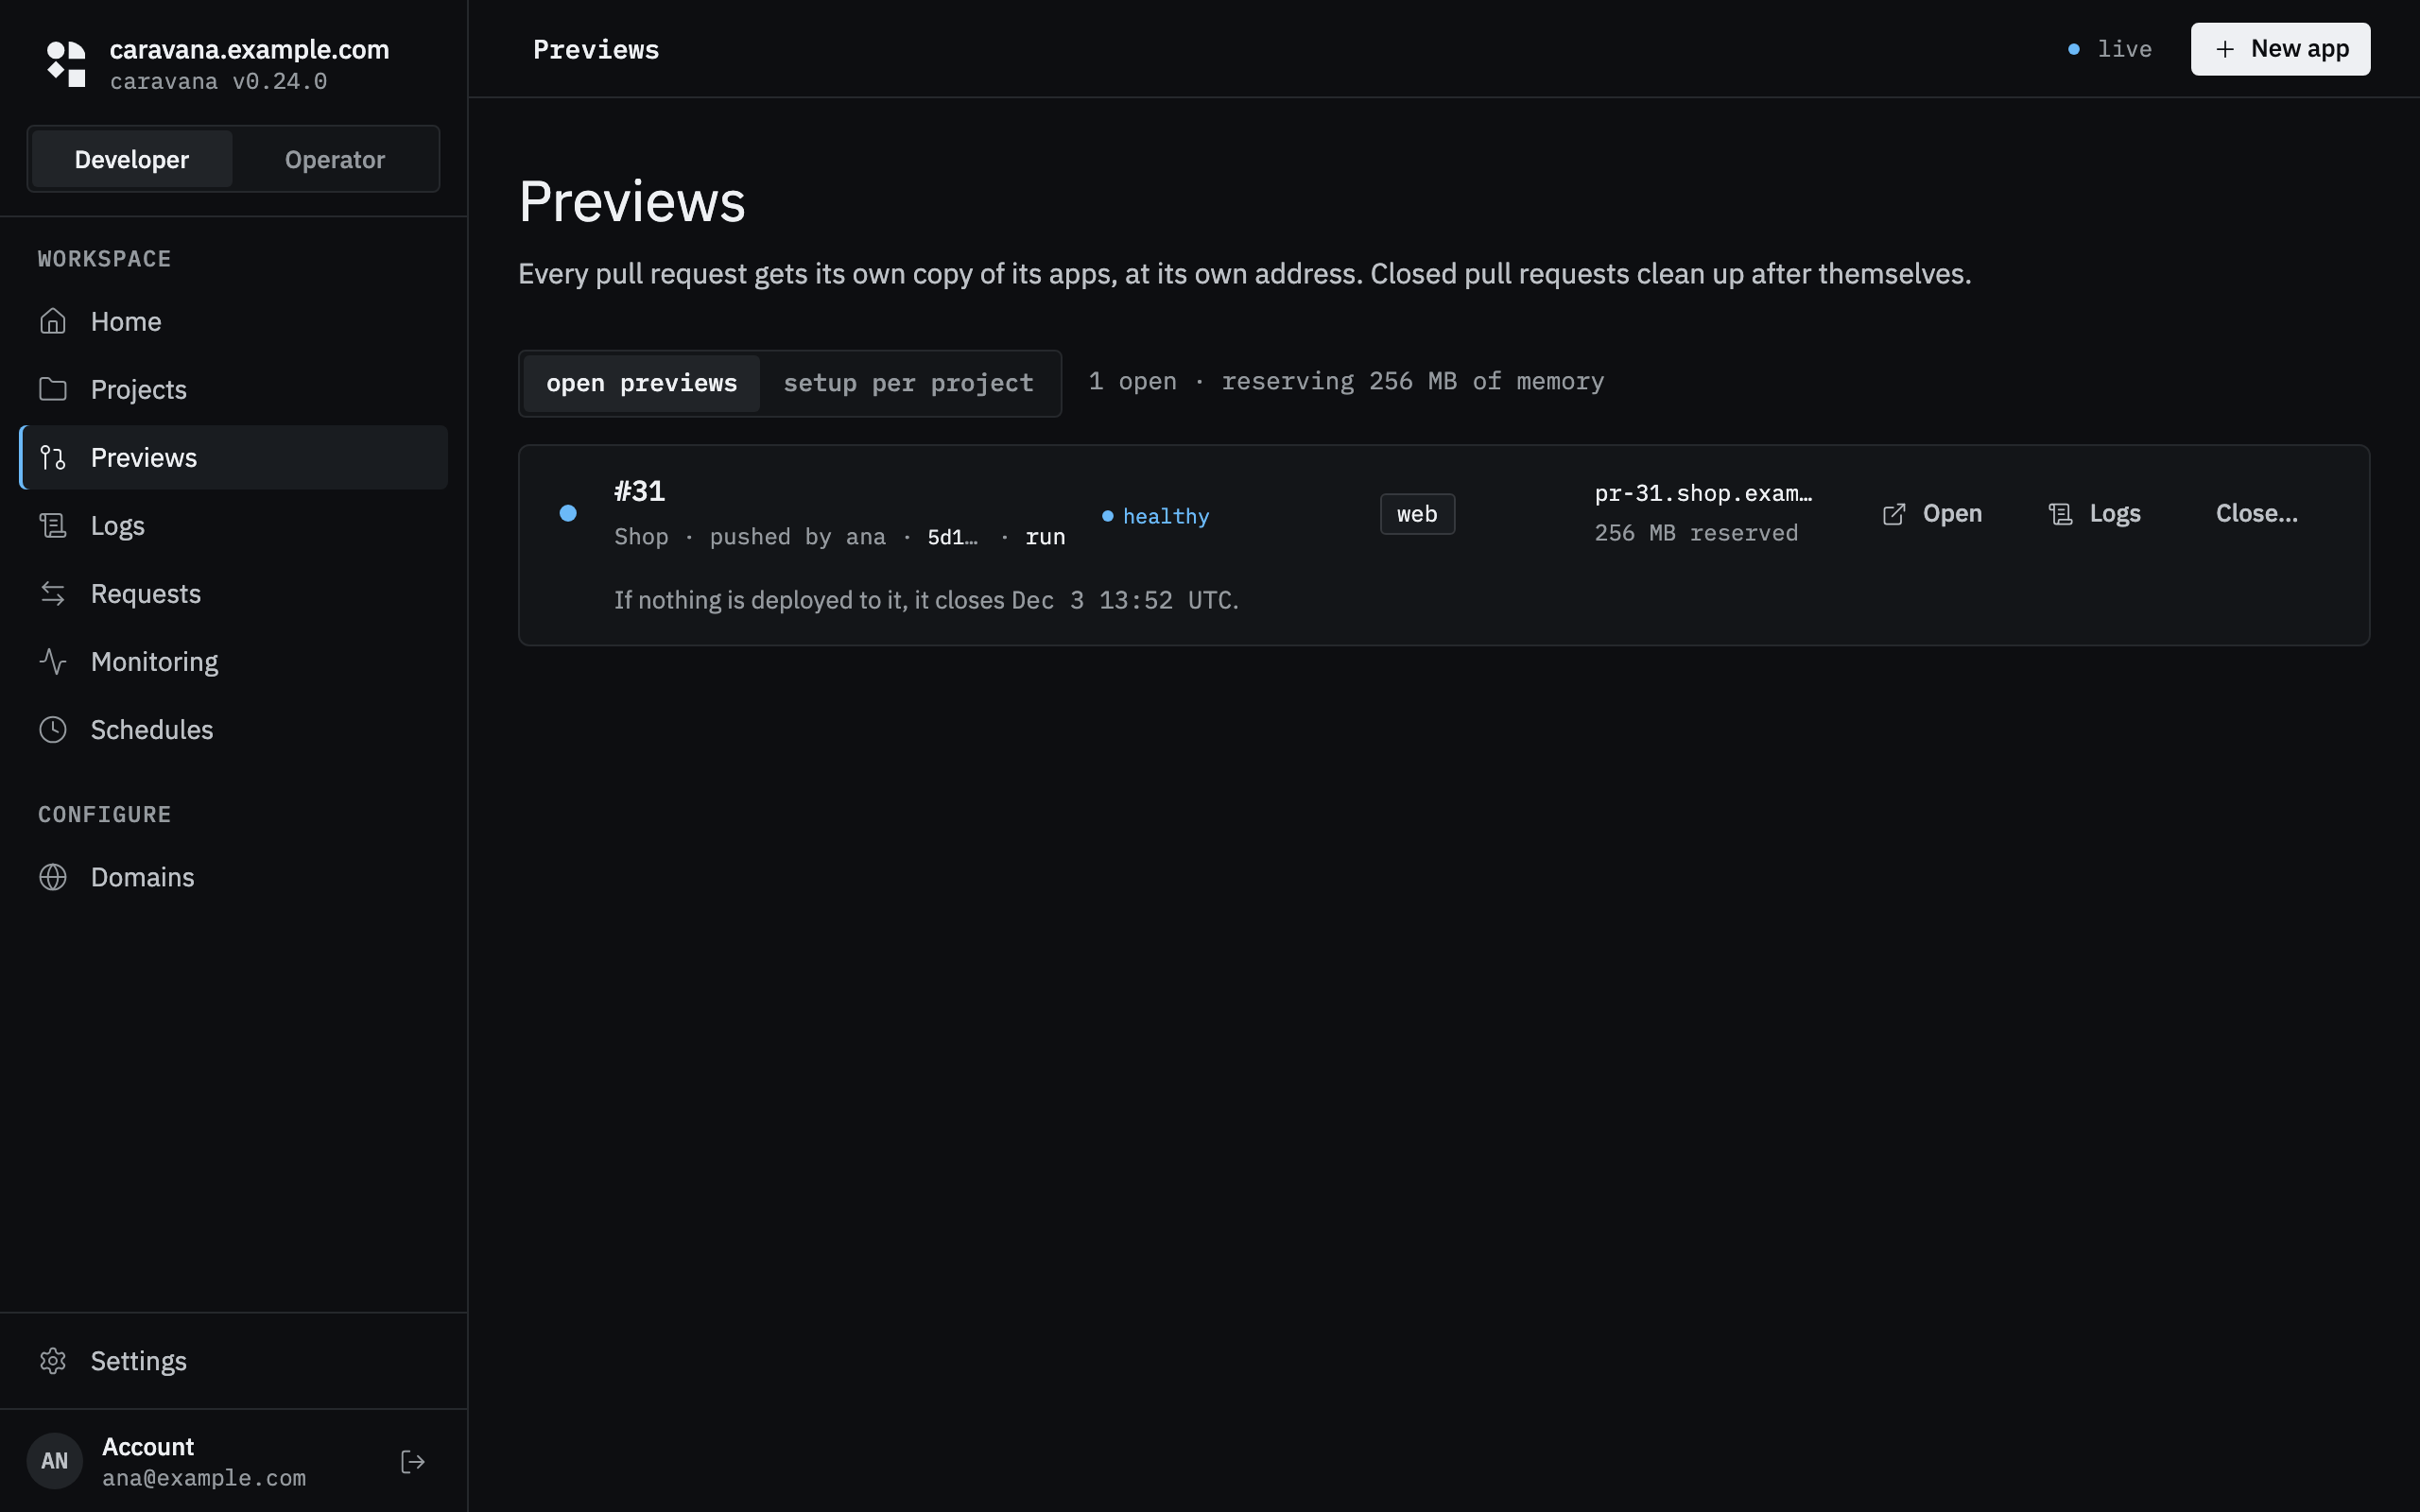 caravana.example.com
caravana v0.24.0
Developer
Operator
WORKSPACE
Home
Projects
Previews
Logs
Requests
Monitoring
Schedules
CONFIGURE
Domains
Settings
AN
Account
ana@example.com
Previews
live
New app
Previews
Every pull request gets its own copy of its apps, at its own address. Closed pull requests clean up after themselves.
open previews
setup per project
1 open · reserving 256 MB of memory
#31
Shop · pushed by ana · 5d1… · run
healthy
web
pr-31.shop.exam…
256 MB reserved
Open
Logs
Close…
If nothing is deployed to it, it closes Dec 3 13:52 UTC.